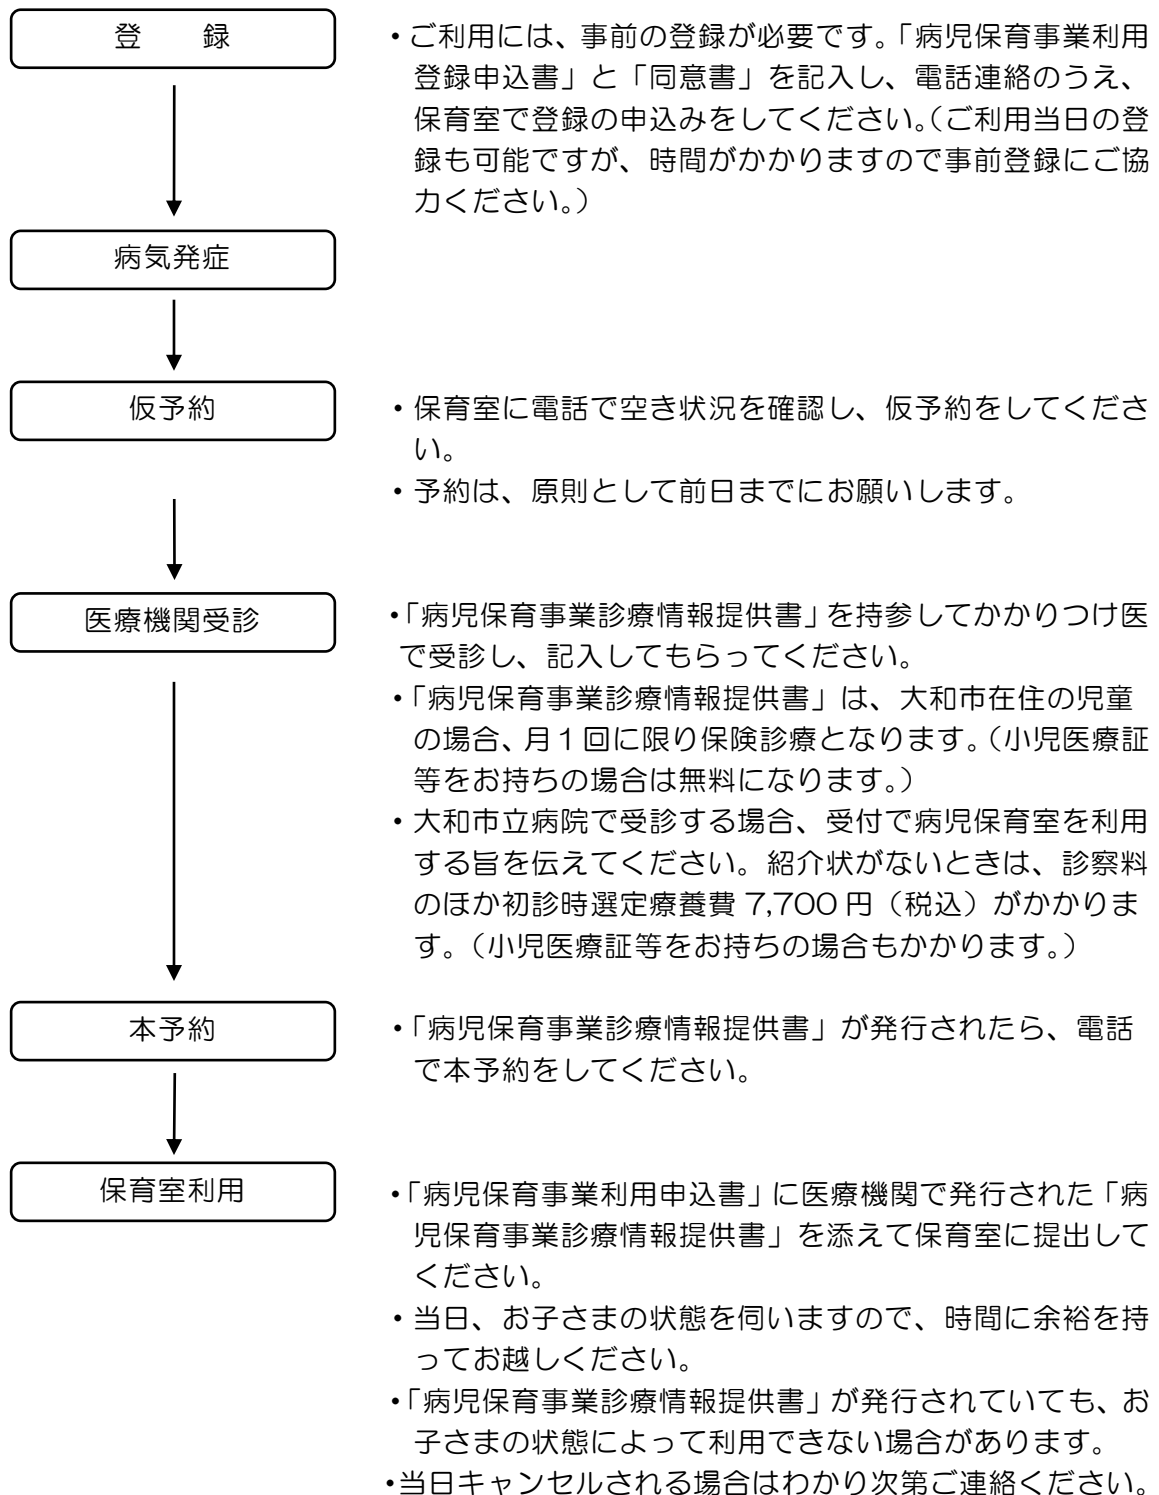 登　録
・ご利用には、事前の登録が必要です。「病児保育事業利用
登録申込書」と「同意書」を記入し、電話連絡のうえ、
保育室で登録の申込みをしてください。（ご利用当日の登
録も可能ですが、時間がかかりますので事前登録にご協
力ください。）
病気発症
仮予約
・保育室に電話で空き状況を確認し、仮予約をしてくださ
い。
・予約は、原則として前日までにお願いします。
医療機関受診
・「病児保育事業診療情報提供書」を持参してかかりつけ医
で受診し、記入してもらってください。
・「病児保育事業診療情報提供書」は、大和市在住の児童
の場合、月１回に限り保険診療となります。（小児医療証
等をお持ちの場合は無料になります。）
・大和市立病院で受診する場合、受付で病児保育室を利用
する旨を伝えてください。紹介状がないときは、診察料
のほか初診時選定療養費 7,700 円（税込）がかかりま
す。（小児医療証等をお持ちの場合もかかります。）
本予約
・「病児保育事業診療情報提供書」が発行されたら、電話
で本予約をしてください。
保育室利用
・「病児保育事業利用申込書」に医療機関で発行された「病
児保育事業診療情報提供書」を添えて保育室に提出して
ください。
・当日、お子さまの状態を伺いますので、時間に余裕を持
ってお越しください。
・「病児保育事業診療情報提供書」が発行されていても、お
子さまの状態によって利用できない場合があります。
・当日キャンセルされる場合はわかり次第ご連絡ください。